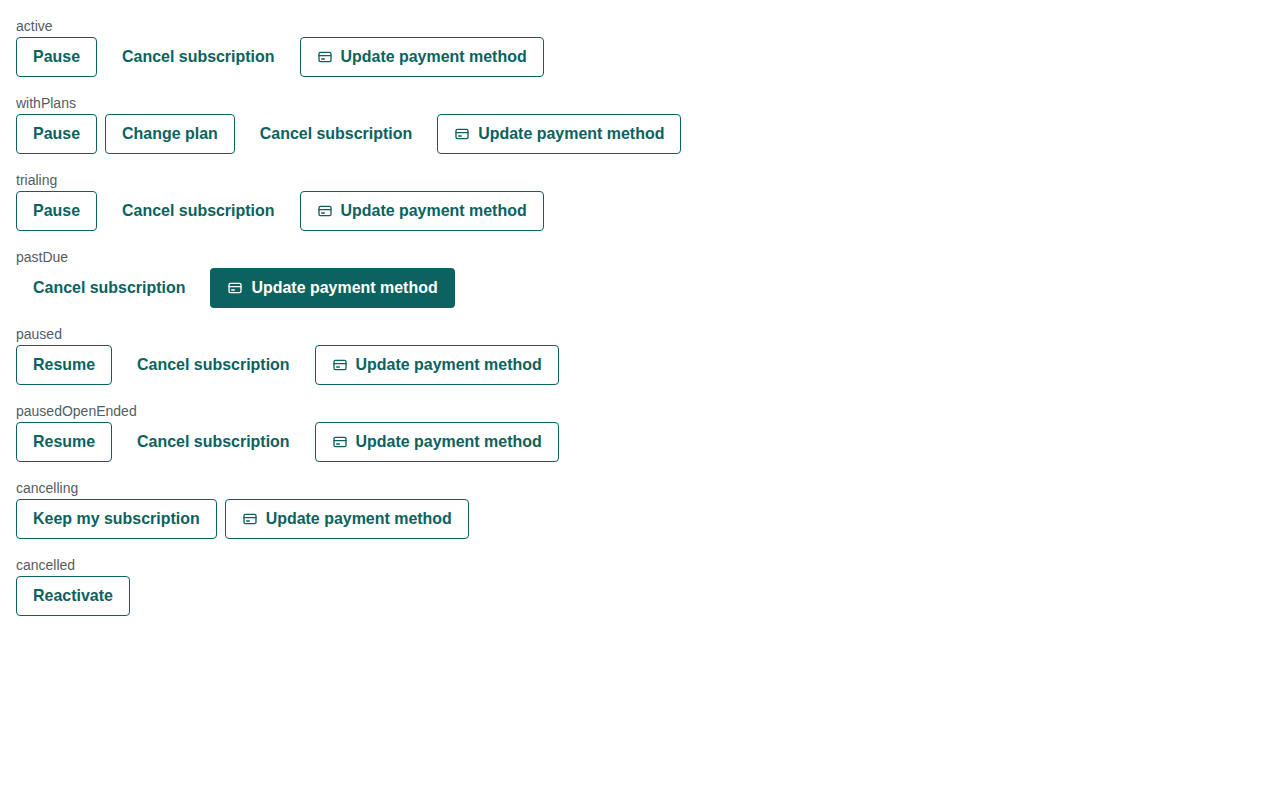 active
Pause Cancel subscription Update payment method
withPlans
Pause Change plan Cancel subscription Update payment method
trialing
Pause Cancel subscription Update payment method
pastDue
Cancel subscription Update payment method
paused
Resume Cancel subscription Update payment method
pausedOpenEnded
Resume Cancel subscription Update payment method
cancelling
Keep my subscription Update payment method
cancelled
Reactivate